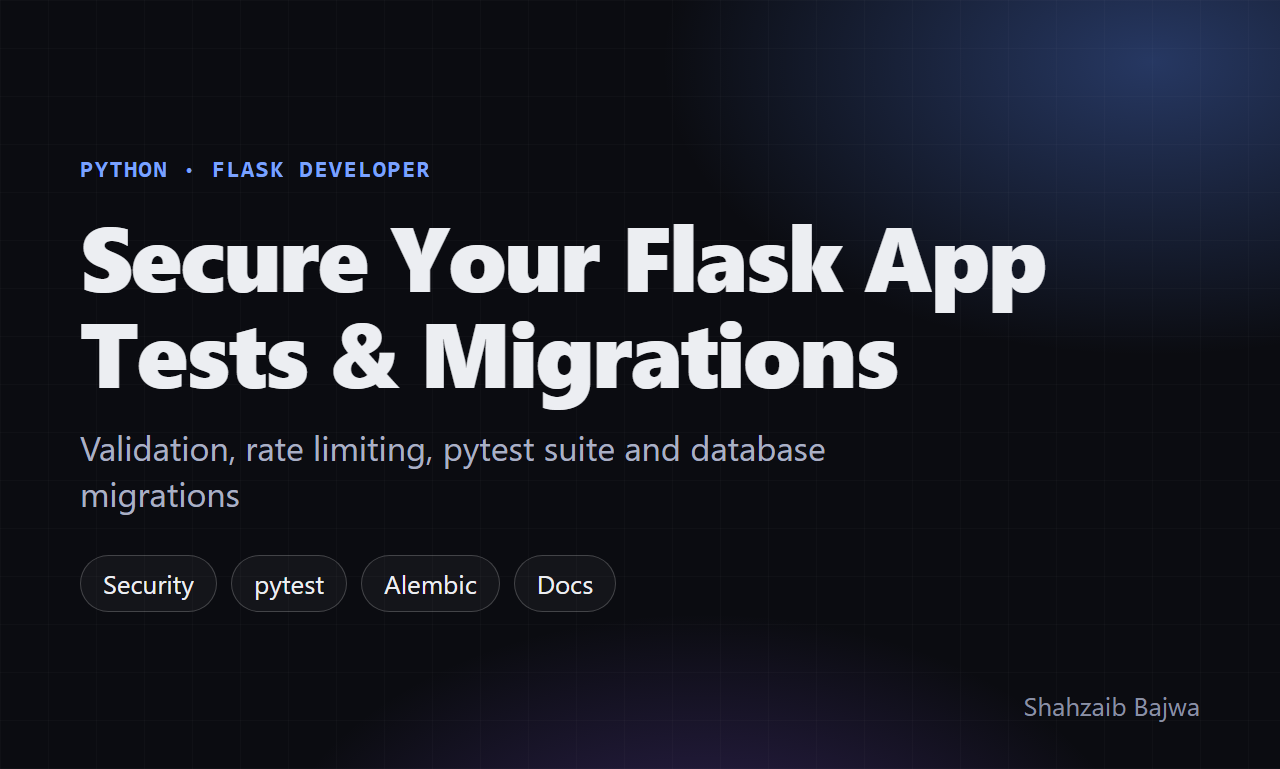 PYTHON • FLASK DEVELOPER
Secure Your Flask App
Tests & Migrations
Validation, rate limiting, pytest suite and database
migrations
Security
pytest
Alembic
Docs
Shahzaib Bajwa